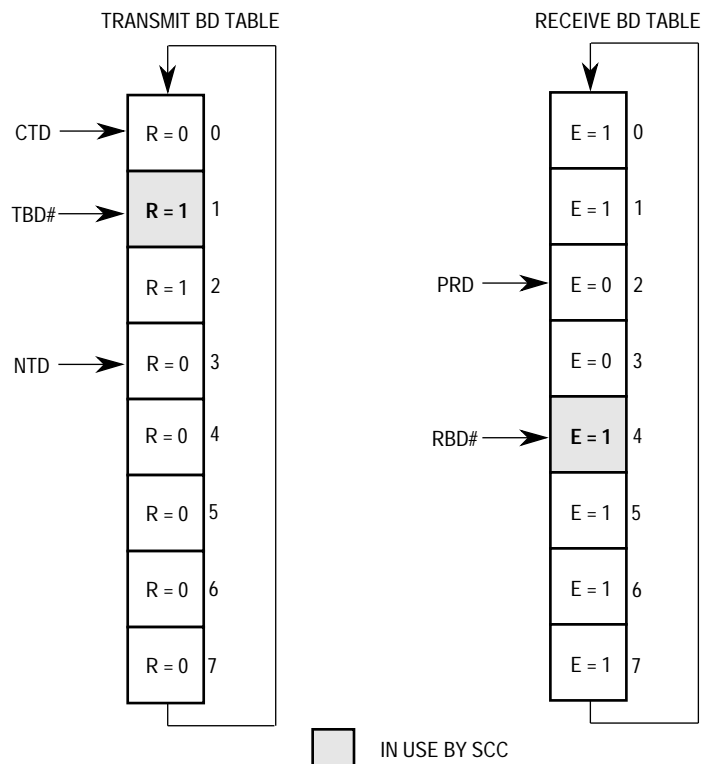 TRANSMIT BD TABLE
CTD R = 0 0
TBD# R = 1 1
R = 1 2
NTD R = 0 3
R = 0 4
R = 0 5
R = 0 6
R = 0 7
RECEIVE BD TABLE
E = 1 0
E = 1 1
PRD E = 0 2
E = 0 3
RBD# E = 1 4
E = 1 5
E = 1 6
E = 1 7
IN USE BY SCC